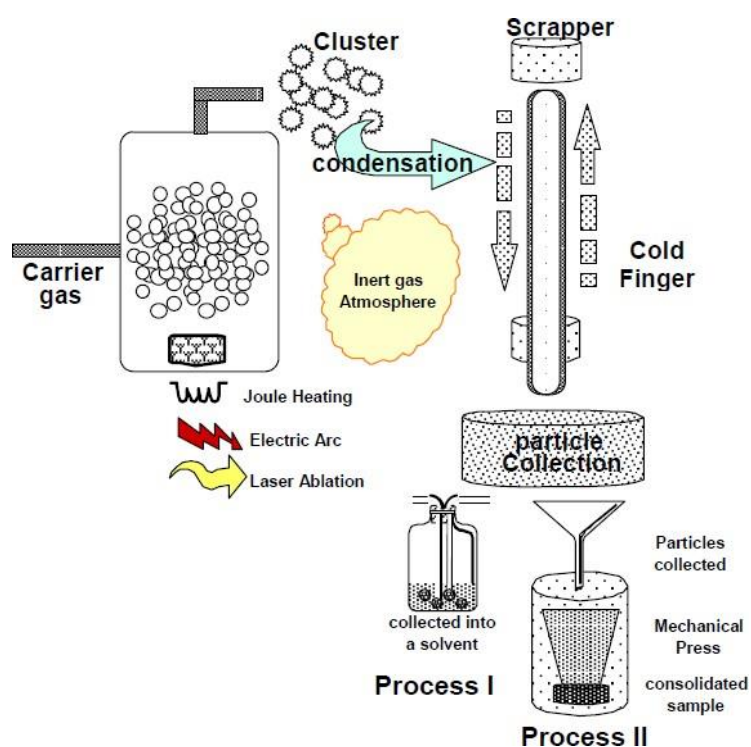 Cluster
Scrapper
condensation
Carrier
gas
Inert gas
Atmosphere
Cold
Finger
Joule Heating
Electric Arc
Laser Ablation
particle
Collection
Particles
collected
collected into
a solvent
Mechanical
Press
consolidated
sample
Process I
Process II